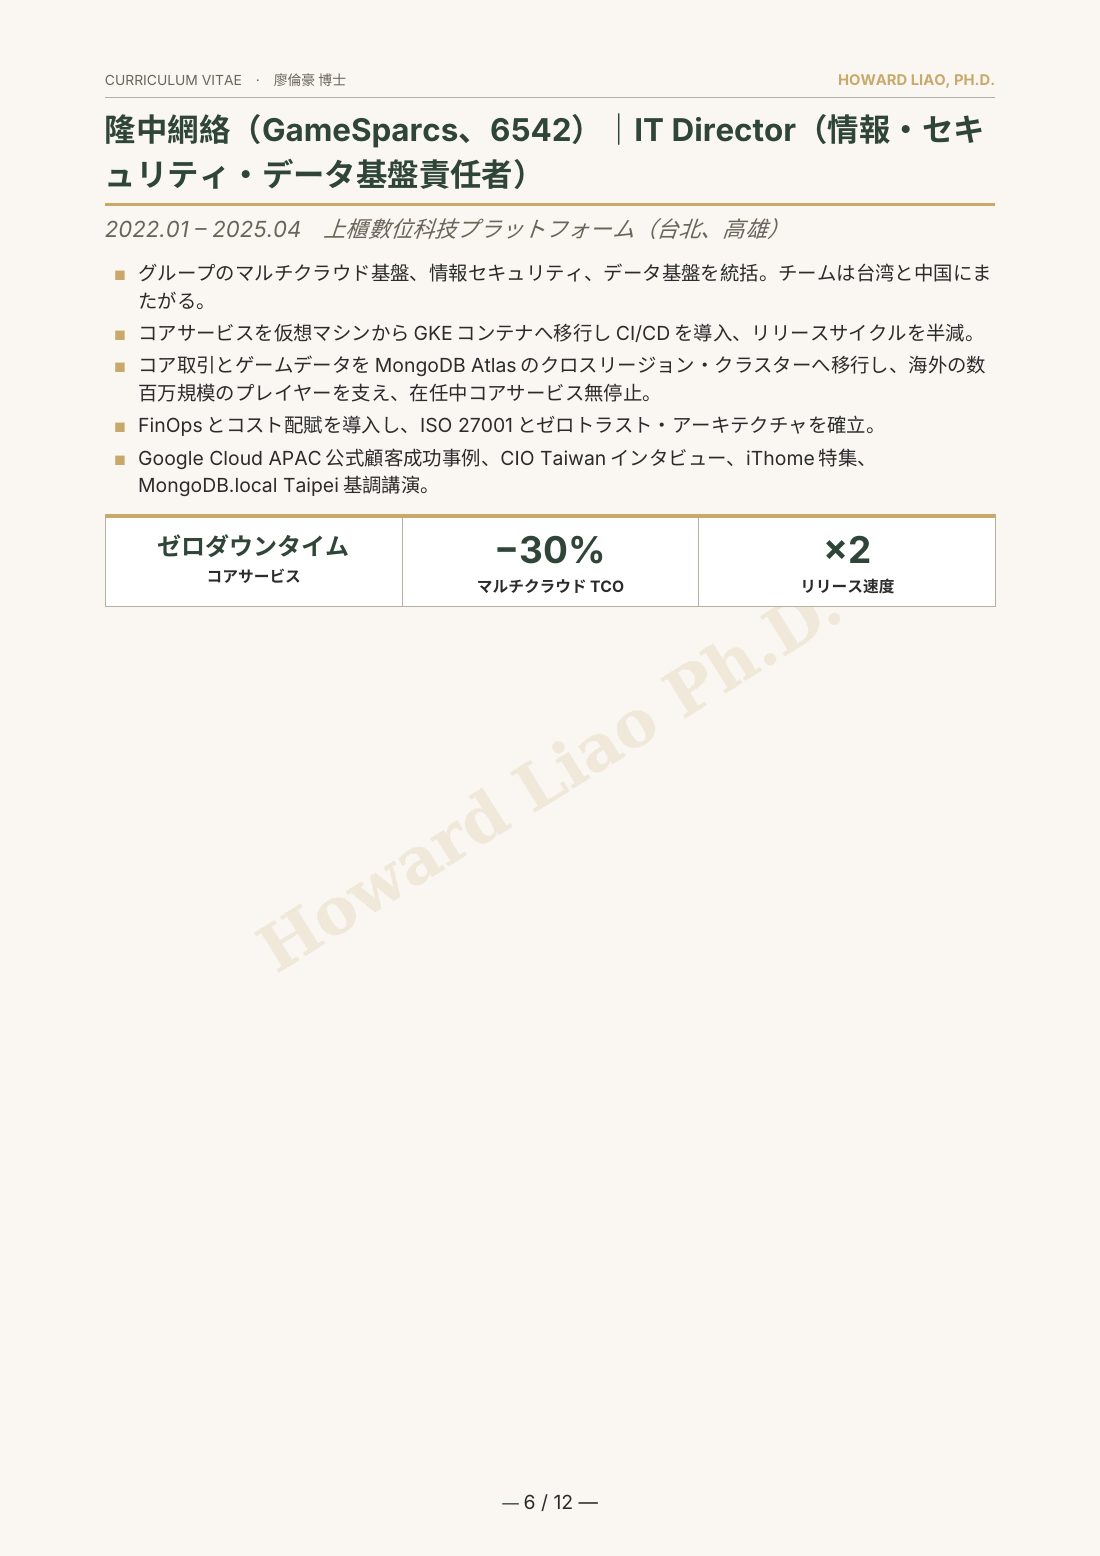 CURRICULUM VITAE · 廖倫豪 博士
HOWARD LIAO, PH.D.
隆中網絡（GameSparcs、6542）｜IT Director（情報・セキ
ュリティ・データ基盤責任者）
2022.01 – 2025.04 上櫃數位科技プラットフォーム（台北、高雄）
■ グループのマルチクラウド基盤、情報セキュリティ、データ基盤を統括。チームは台湾と中国にま
たがる。
■ コアサービスを仮想マシンから GKE コンテナへ移行し CI/CD を導入、リリースサイクルを半減。
■ コア取引とゲームデータを MongoDB Atlas のクロスリージョン・クラスターへ移行し、海外の数
百万規模のプレイヤーを支え、在任中コアサービス無停止。
■ FinOps とコスト配賦を導入し、ISO 27001 とゼロトラスト・アーキテクチャを確立。
■ Google Cloud APAC 公式顧客成功事例、CIO Taiwan インタビュー、iThome 特集、
MongoDB.local Taipei 基調講演。
ゼロダウンタイム
コアサービス
−30%
マルチクラウド TCO
×2
リリース速度
Howard Liao Ph.D.
— 6 / 12 —